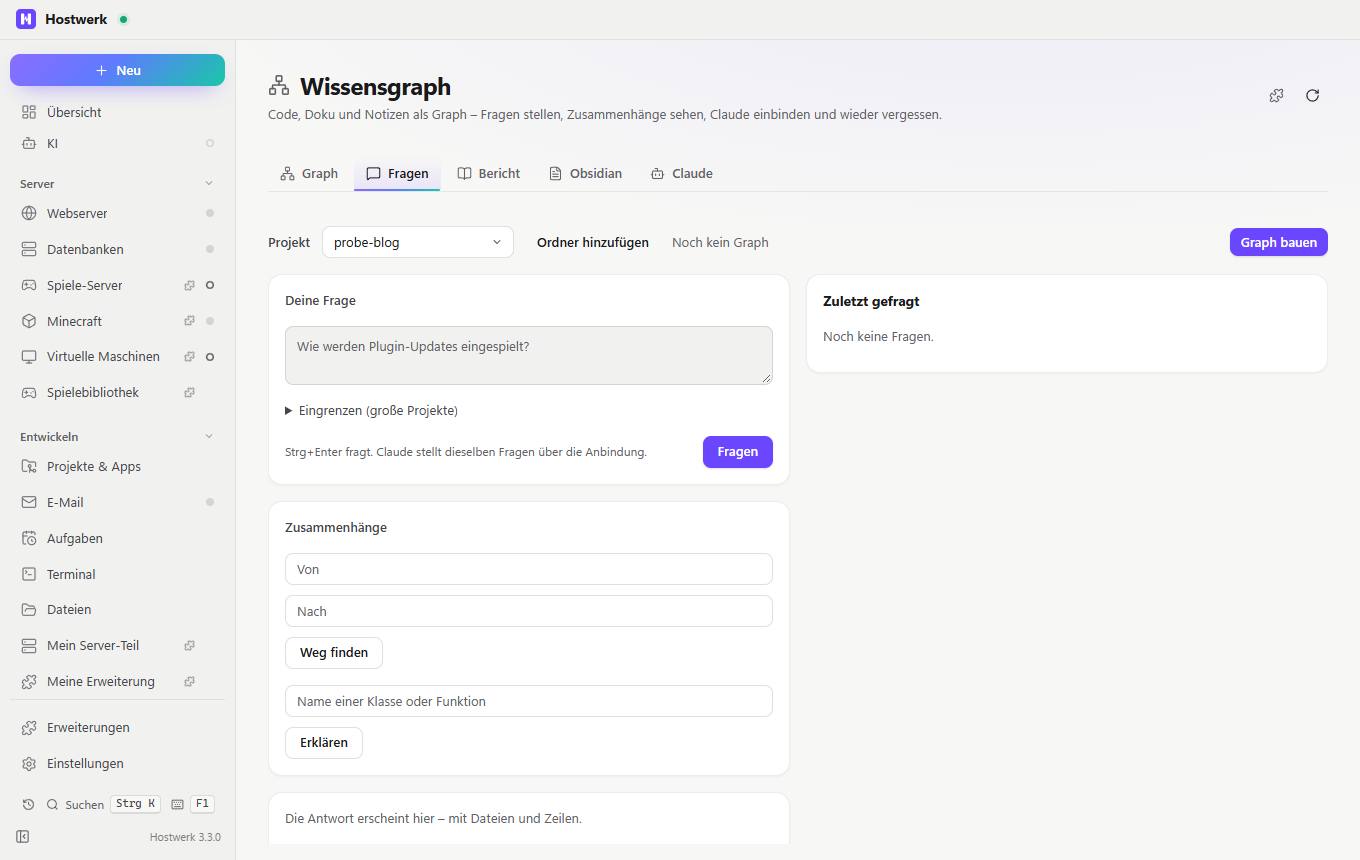 Hostwerk
Neu
Übersicht
KI
Server
Webserver
Datenbanken
Spiele-Server
Minecraft
Virtuelle Maschinen
Spielebibliothek
Entwickeln
Projekte & Apps
E-Mail
Aufgaben
Terminal
Dateien
Mein Server-Teil
Meine Erweiterung
Erweiterungen
Einstellungen
Suchen Strg K F1
Hostwerk 3.3.0
Wissensgraph
Code, Doku und Notizen als Graph – Fragen stellen, Zusammenhänge sehen, Claude einbinden und wieder vergessen.
Graph Fragen Bericht Obsidian Claude
Projekt probe-blog Ordner hinzufügen Noch kein Graph Graph bauen
Deine Frage
Wie werden Plugin-Updates eingespielt?
Eingrenzen (große Projekte)
Strg+Enter fragt. Claude stellt dieselben Fragen über die Anbindung. Fragen
Zusammenhänge
Von
Nach
Weg finden
Name einer Klasse oder Funktion
Erklären
Die Antwort erscheint hier – mit Dateien und Zeilen.
Zuletzt gefragt
Noch keine Fragen.